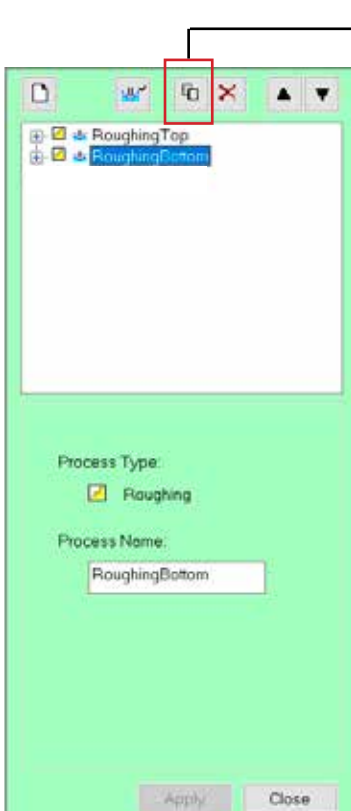 RoughingTop
RoughingBottom
Process Type:
Roughing
Process Name:
RoughingBottom
Apply
Close